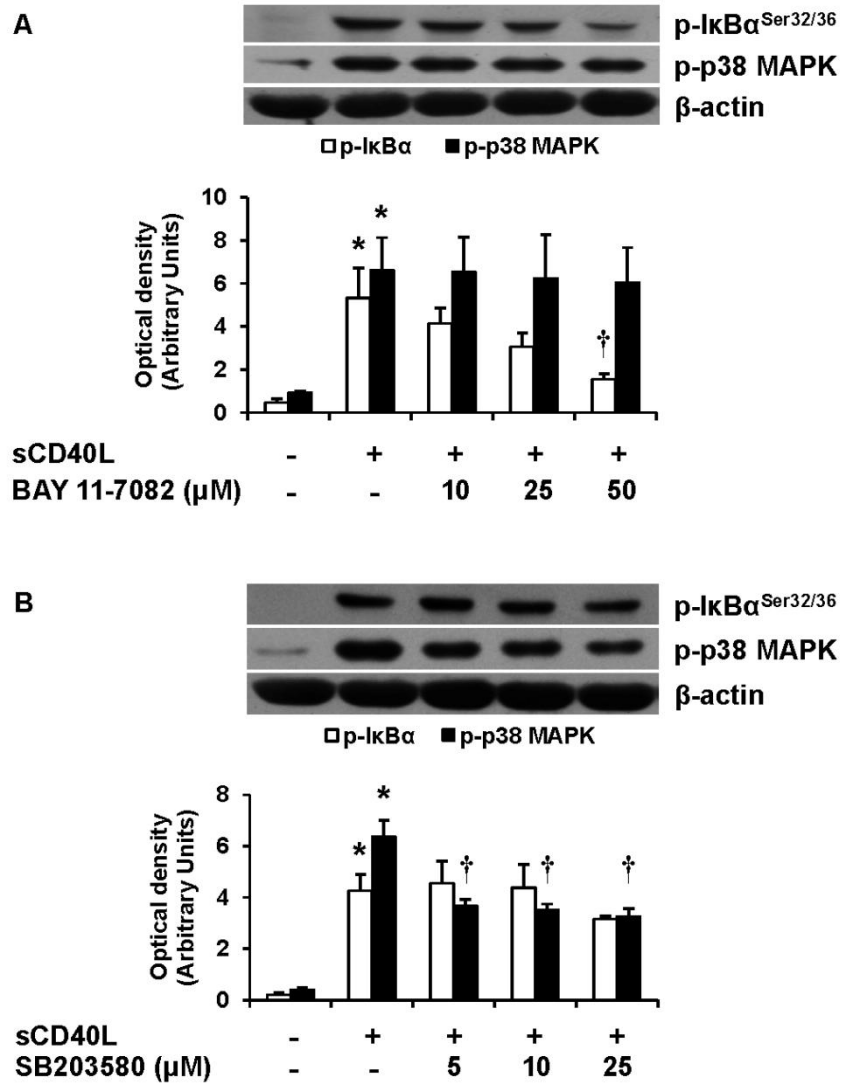 A
p-IκBα^Ser32/36
p-p38 MAPK
β-actin
□p-IκBα ■p-p38 MAPK
Optical density
(Arbitrary Units)
10
8
6
4
2
0
* *
†
sCD40L - + + + +
BAY 11-7082 (µM) - - 10 25 50
B
p-IκBα^Ser32/36
p-p38 MAPK
β-actin
□p-IκBα ■p-p38 MAPK
Optical density
(Arbitrary Units)
8
6
4
2
0
* *
† † †
sCD40L - + + + +
SB203580 (µM) - - 5 10 25